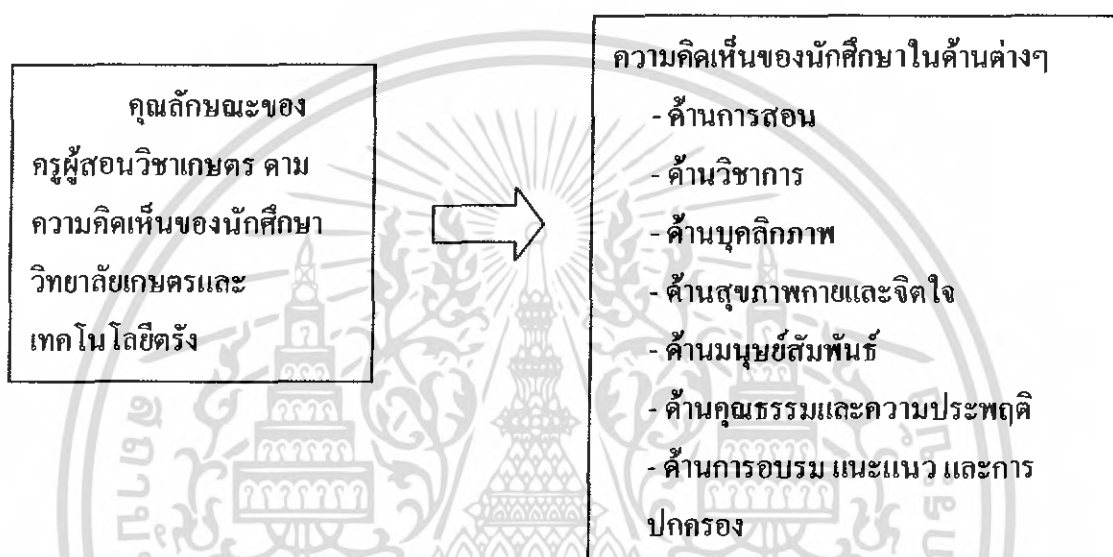 คุณลักษณะของ
ครูผู้สอนวิชาเกษตร ตาม
ความคิดเห็นของนักศึกษา
วิทยาลัยเกษตรและ
เทคโนโลยีตรัง
ความคิดเห็นของนักศึกษาในด้านต่างๆ
- ด้านการสอน
- ด้านวิชาการ
- ด้านบุคลิกภาพ
- ด้านสุขภาพกายและจิตใจ
- ด้านมนุษย์สัมพันธ์
- ด้านคุณธรรมและความประพฤติ
- ด้านการอบรม แนะแนว และการ
ปกครอง